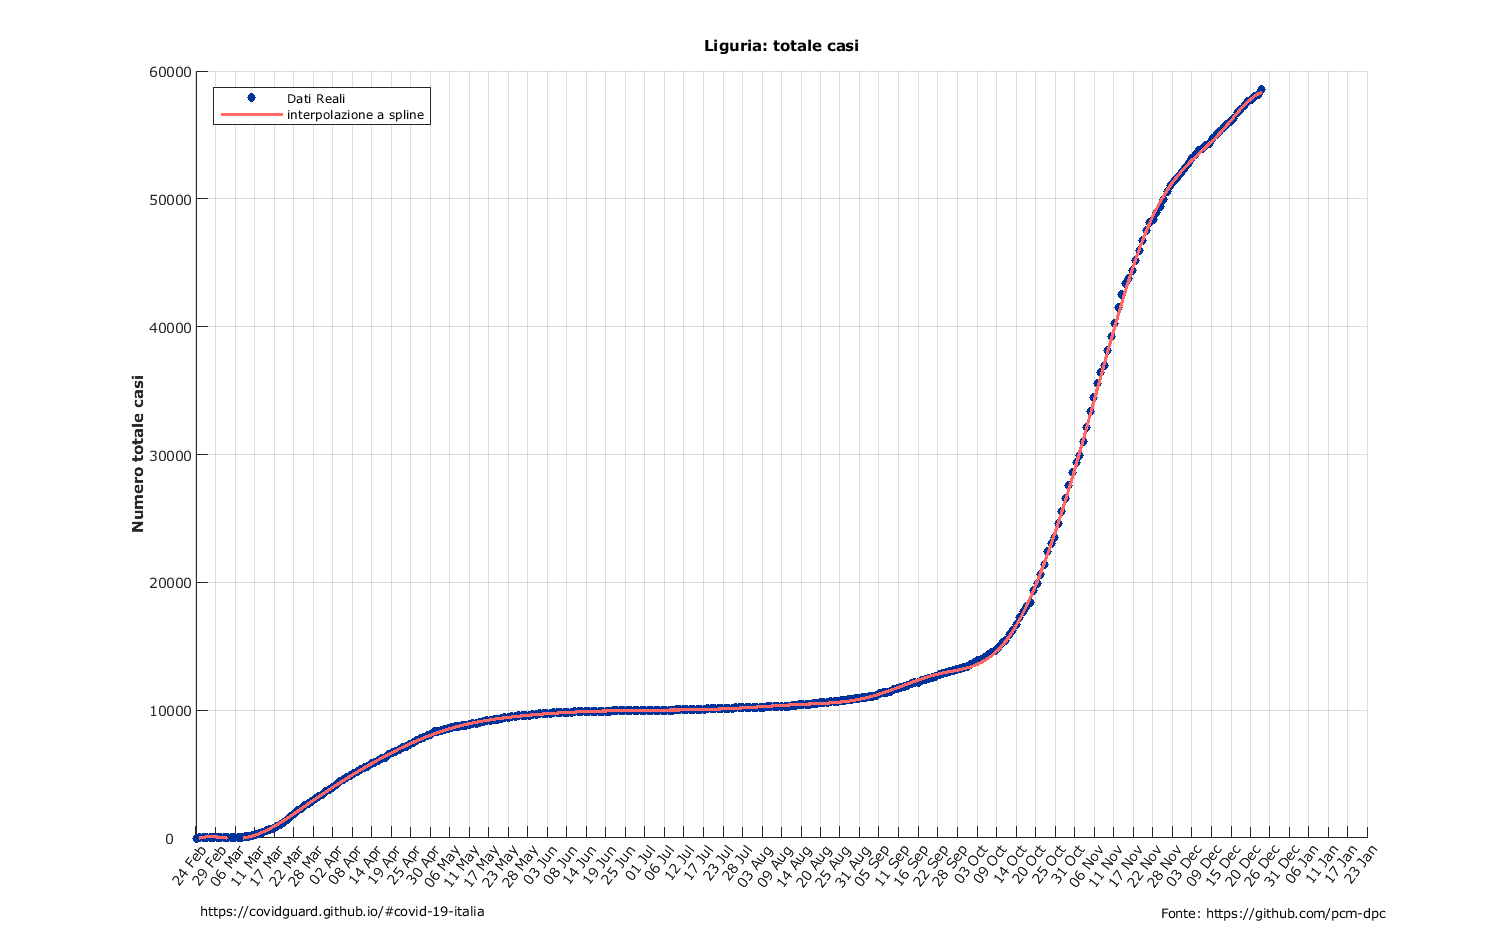 Liguria: totale casi
60000
50000
40000
30000
20000
10000
0
Numero totale casi
Dati Reali
interpolazione a spline
24 Feb
29 Feb
06 Mar
11 Mar
17 Mar
22 Mar
28 Mar
02 Apr
08 Apr
14 Apr
19 Apr
25 Apr
30 Apr
06 May
11 May
17 May
23 May
28 May
03 Jun
08 Jun
14 Jun
19 Jun
25 Jun
01 Jul
06 Jul
12 Jul
17 Jul
23 Jul
28 Jul
03 Aug
09 Aug
14 Aug
20 Aug
25 Aug
31 Aug
05 Sep
11 Sep
16 Sep
22 Sep
28 Sep
03 Oct
09 Oct
14 Oct
20 Oct
25 Oct
31 Oct
06 Nov
11 Nov
17 Nov
22 Nov
28 Nov
03 Dec
09 Dec
15 Dec
20 Dec
26 Dec
31 Dec
06 Jan
11 Jan
17 Jan
23 Jan
https://covidguard.github.io/#covid-19-italia
Fonte: https://github.com/pcm-dpc